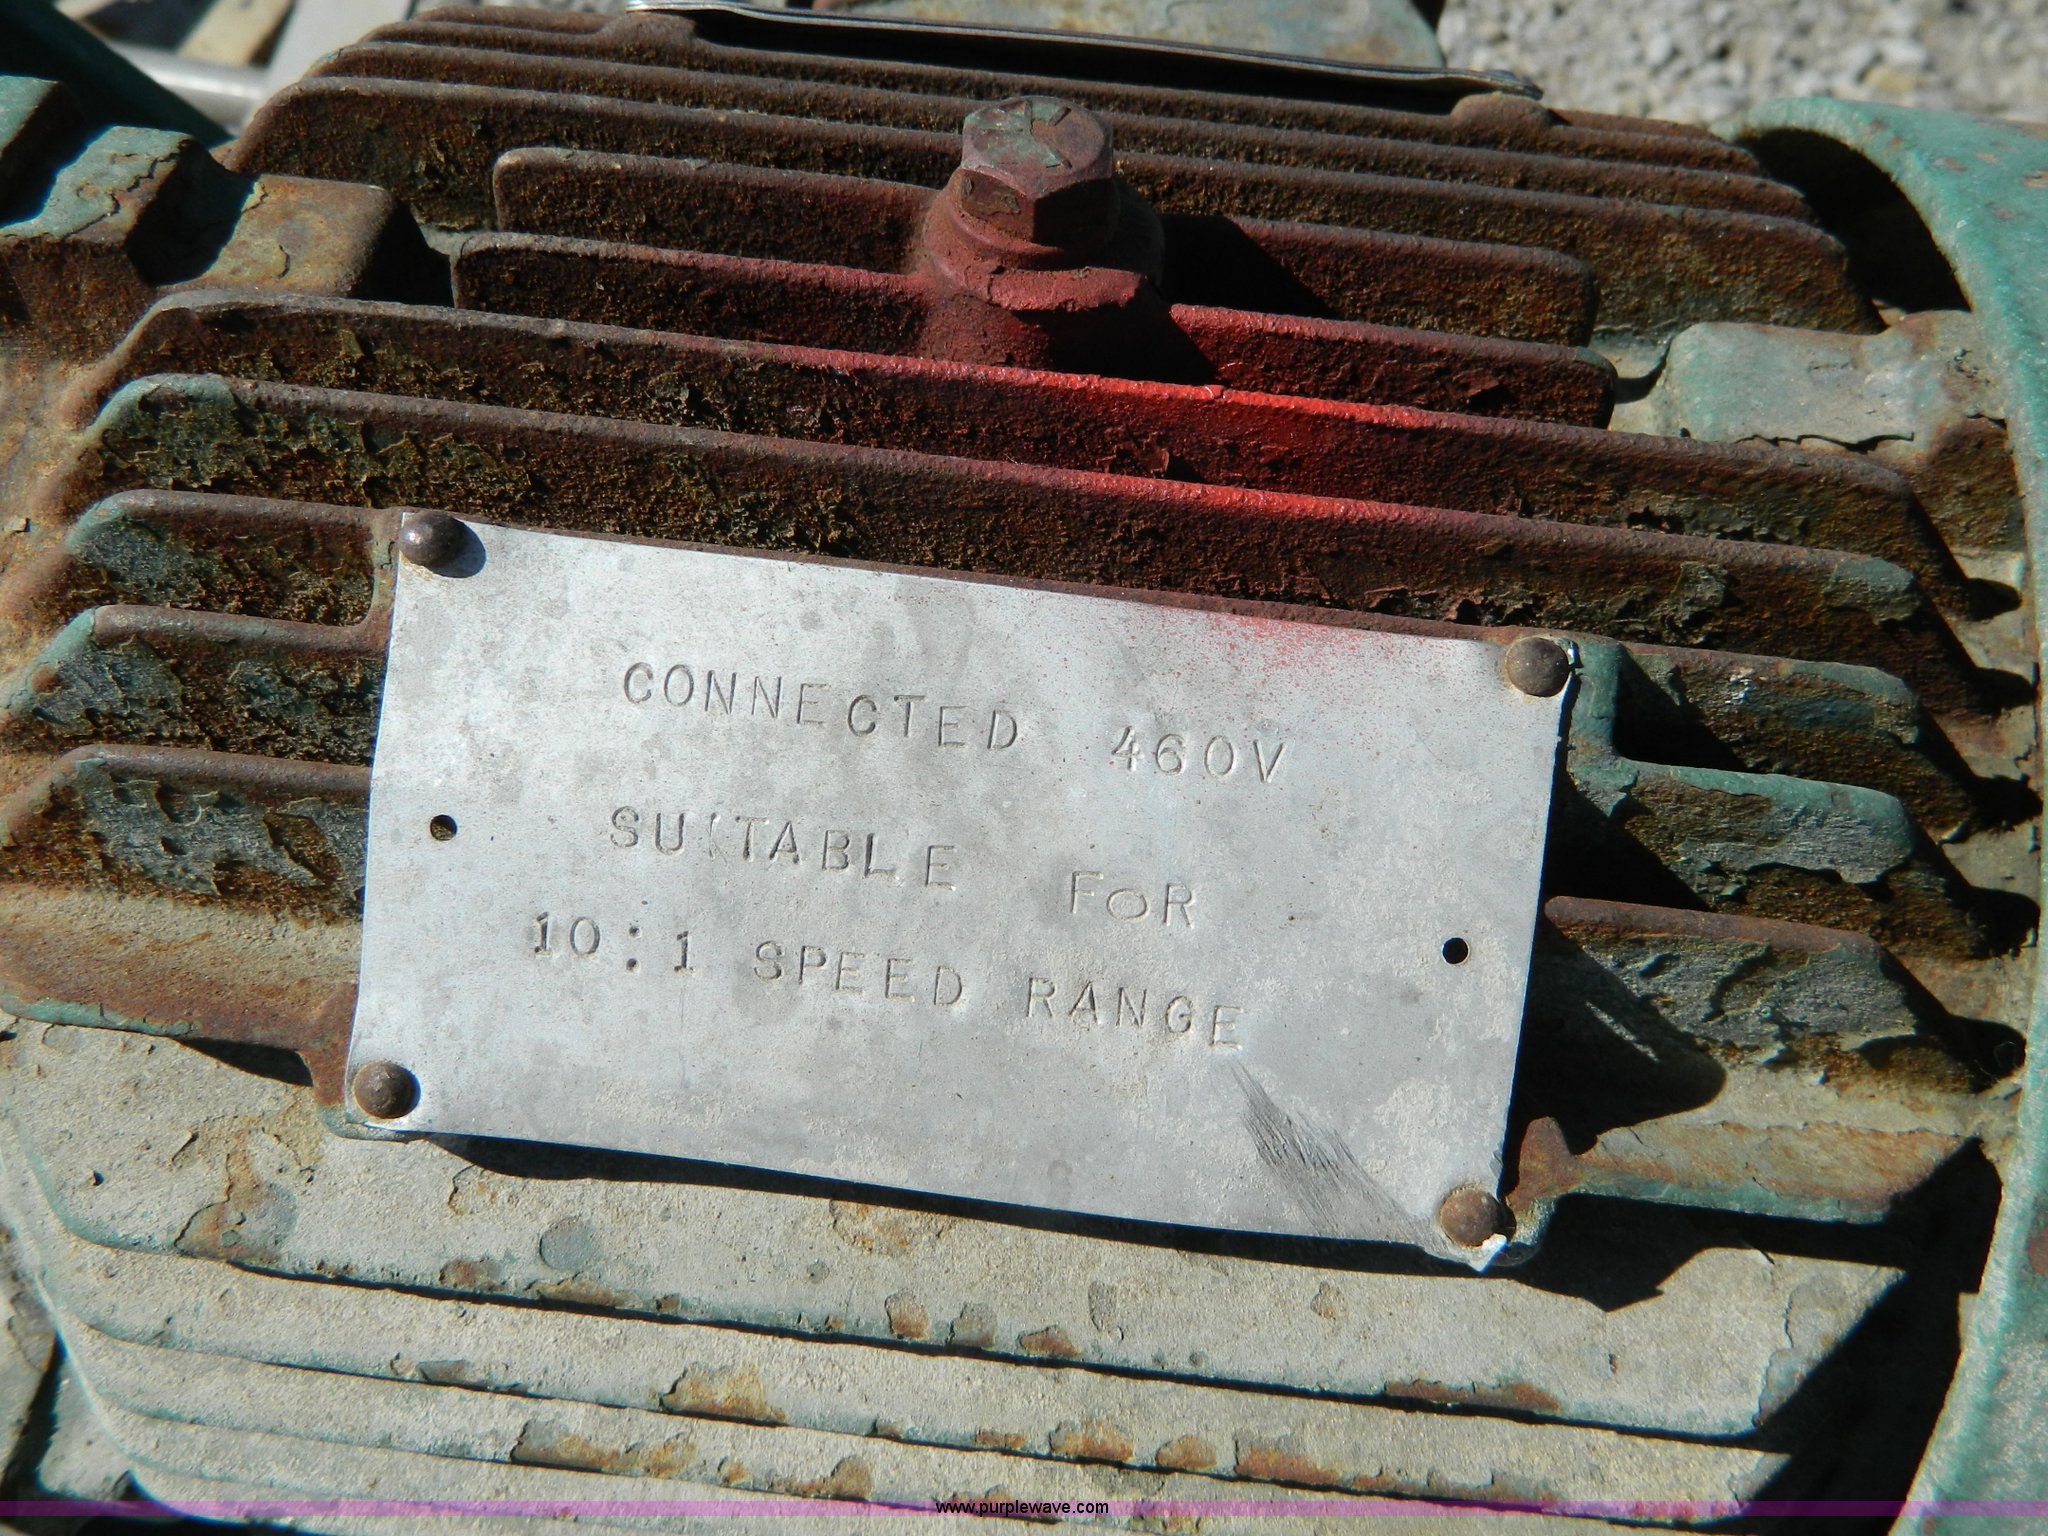 CONNECTED 460V
SUITABLE FoR
10:1 SPEED RANGE
www.purplewave.com